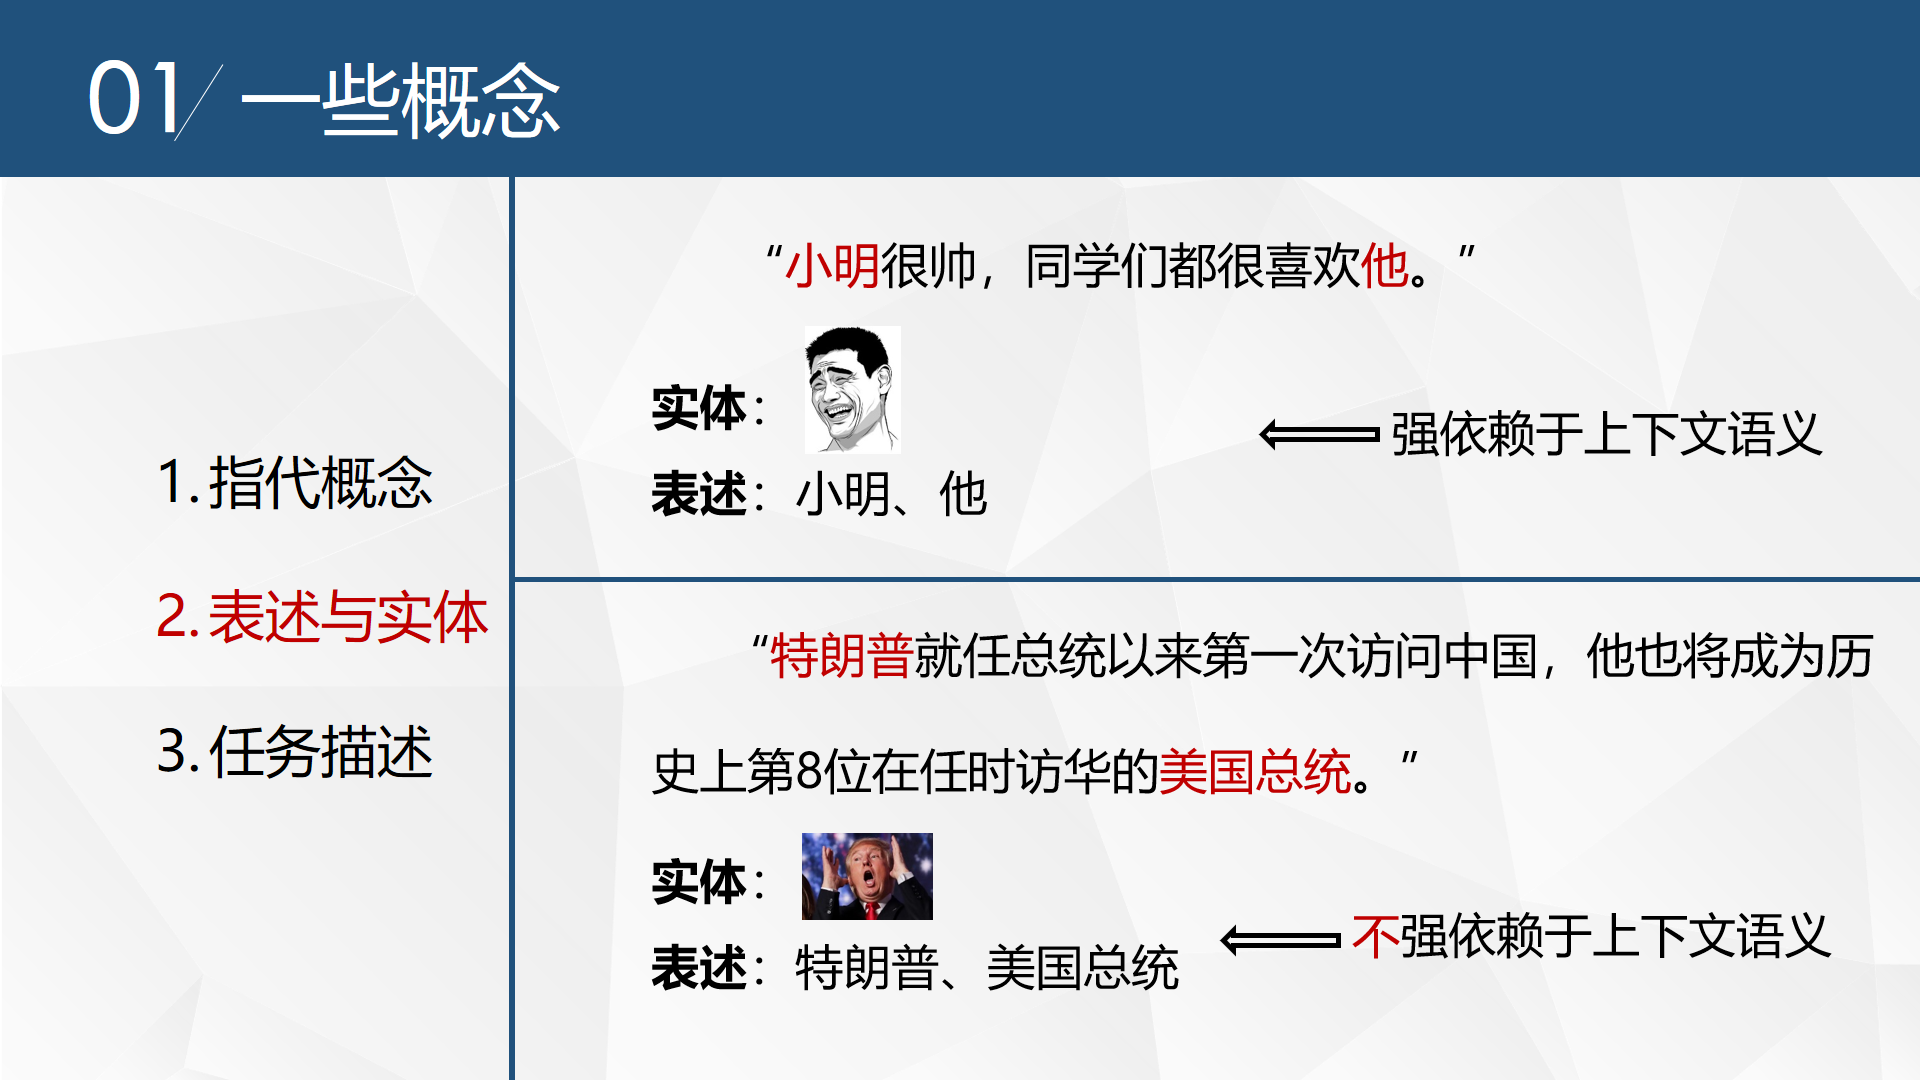 01 一些概念
1. 指代概念
2. 表述与实体
3. 任务描述
“小明很帅，同学们都很喜欢他。”
实体：
表述：小明、他
强依赖于上下文语义
“特朗普就任总统以来第一次访问中国，他也将成为历
史上第8位在任时访华的美国总统。”
实体：
表述：特朗普、美国总统
不强依赖于上下文语义